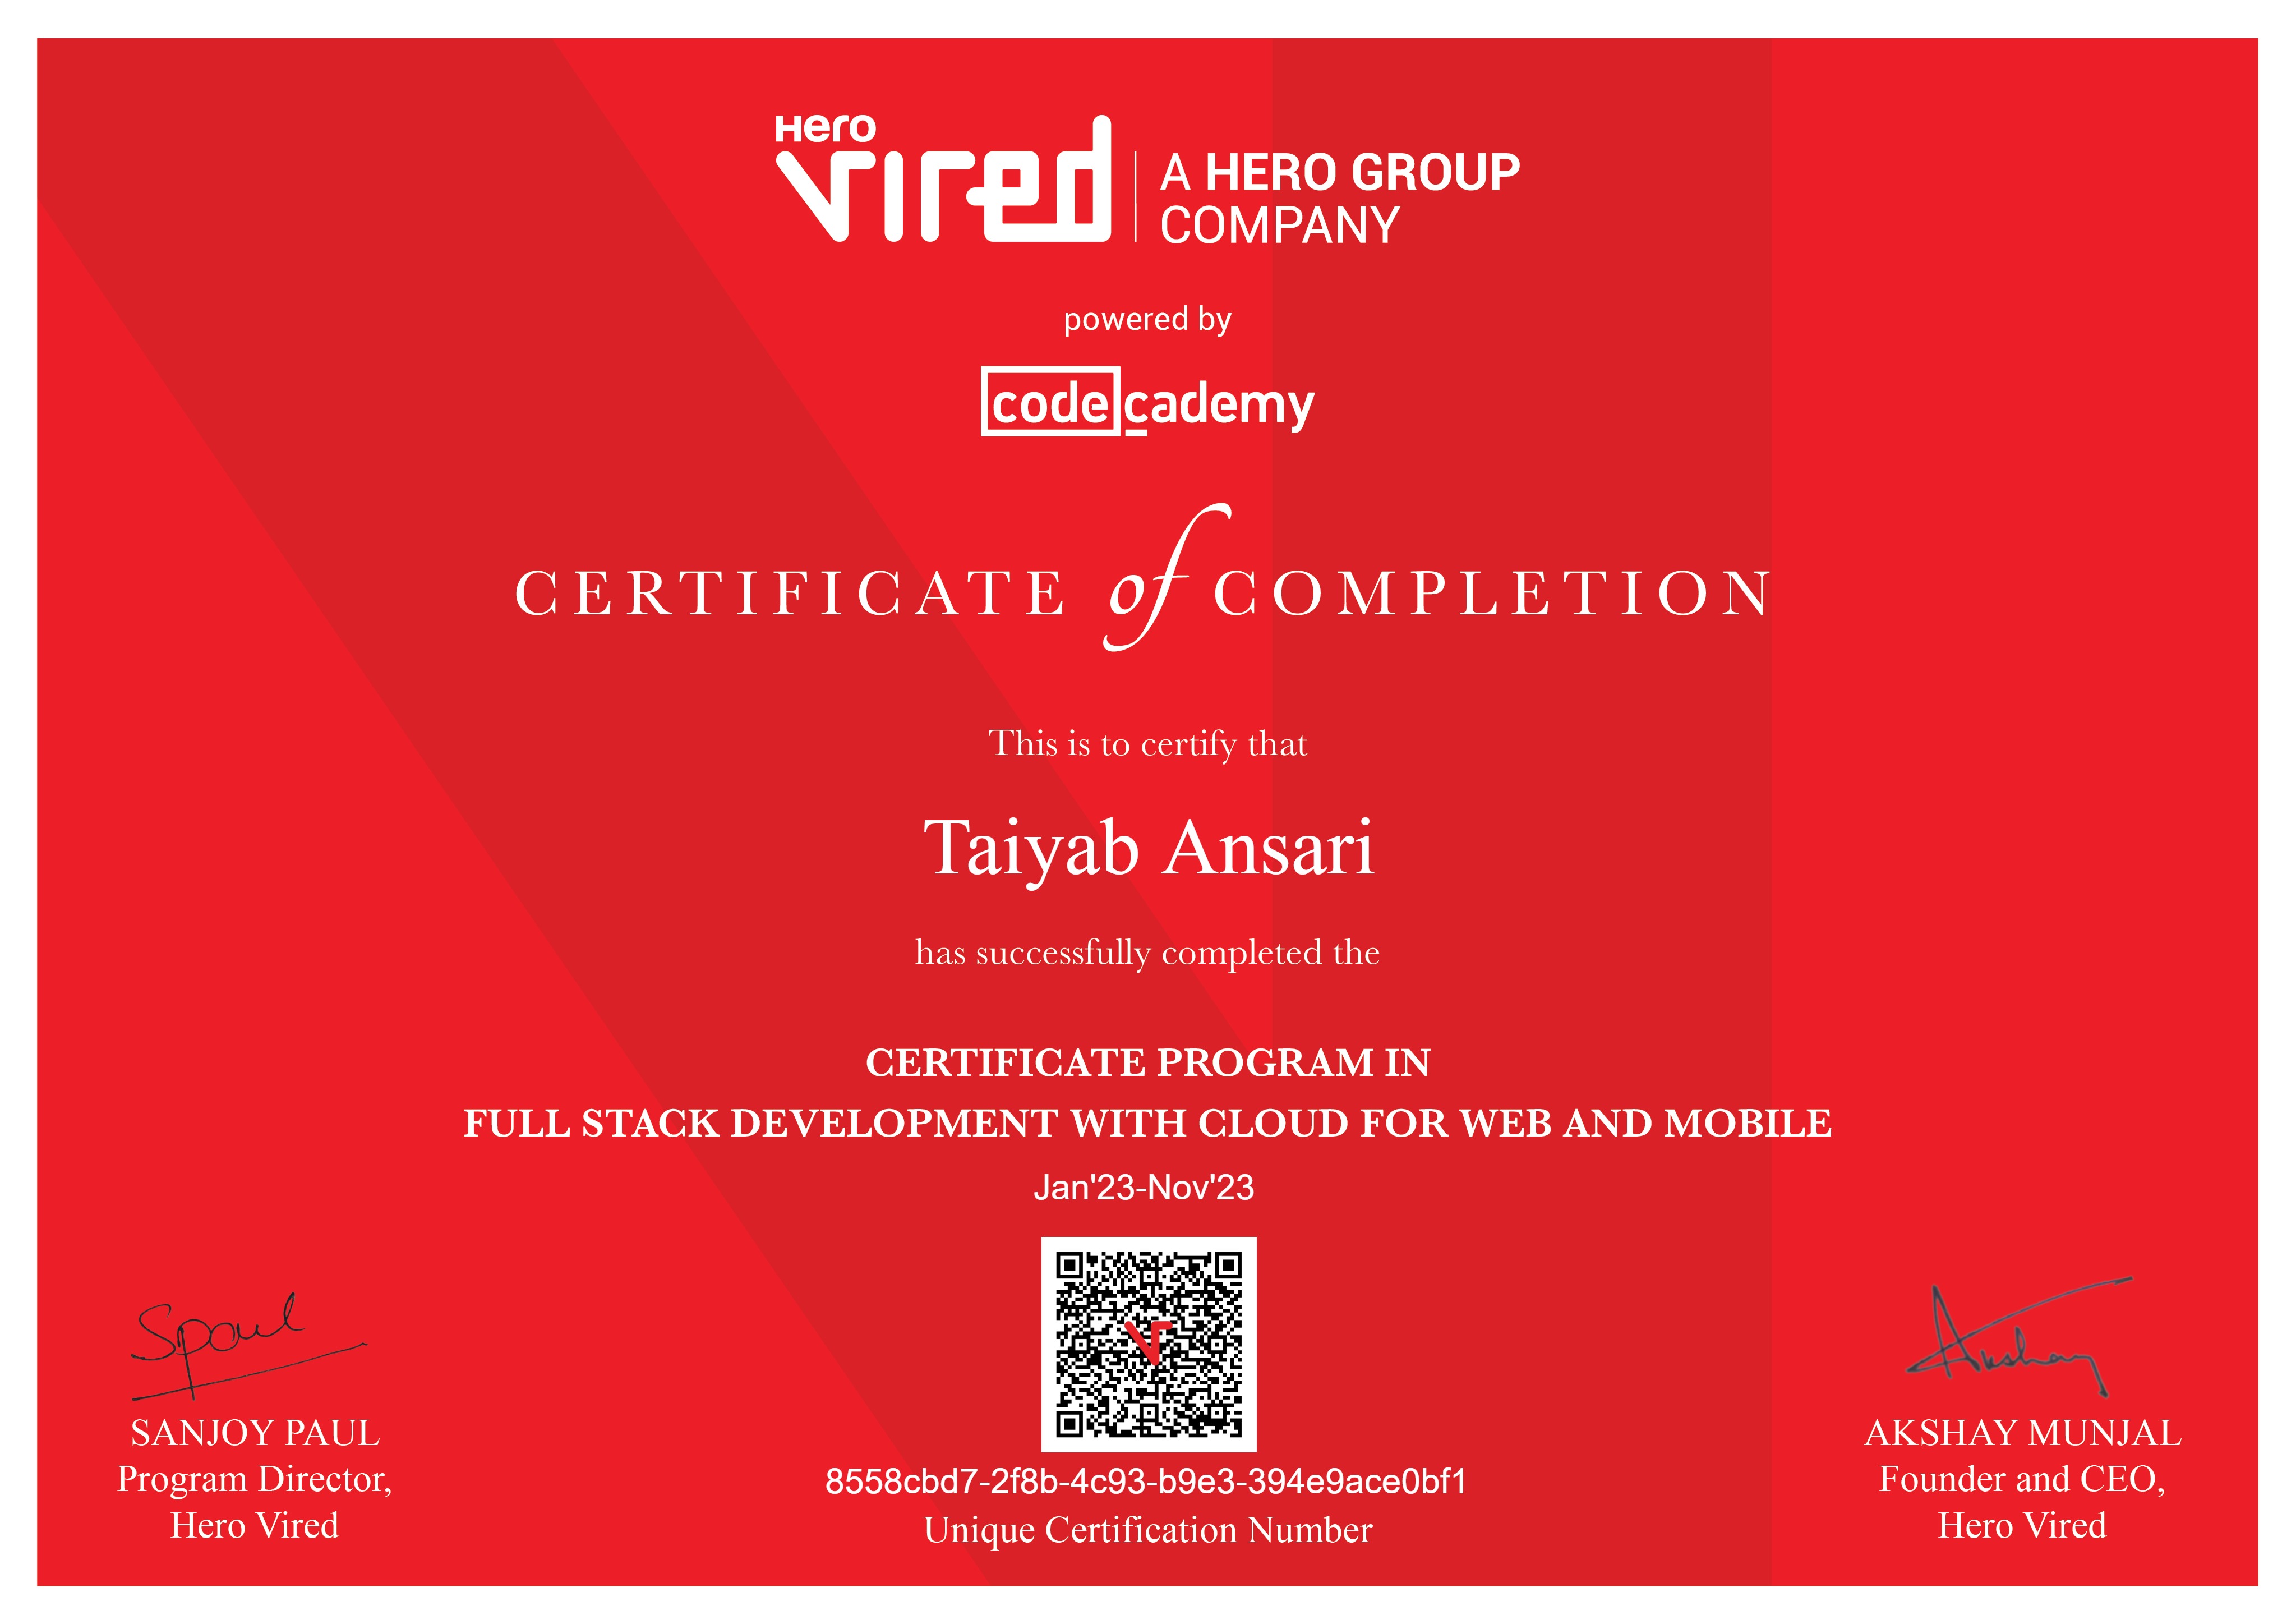 Hero
vired
A HERO GROUP
COMPANY
powered by
codecademy
CERTIFICATE of COMPLETION
This is to certify that
Taiyab Ansari
has successfully completed the
CERTIFICATE PROGRAM IN
FULL STACK DEVELOPMENT WITH CLOUD FOR WEB AND MOBILE
Jan'23-Nov'23
Spaul
SANJOY PAUL
Program Director,
Hero Vired
8558cbd7-2f8b-4c93-b9e3-394e9ace0bf1
Unique Certification Number
AKSHAY MUNJAL
Founder and CEO,
Hero Vired